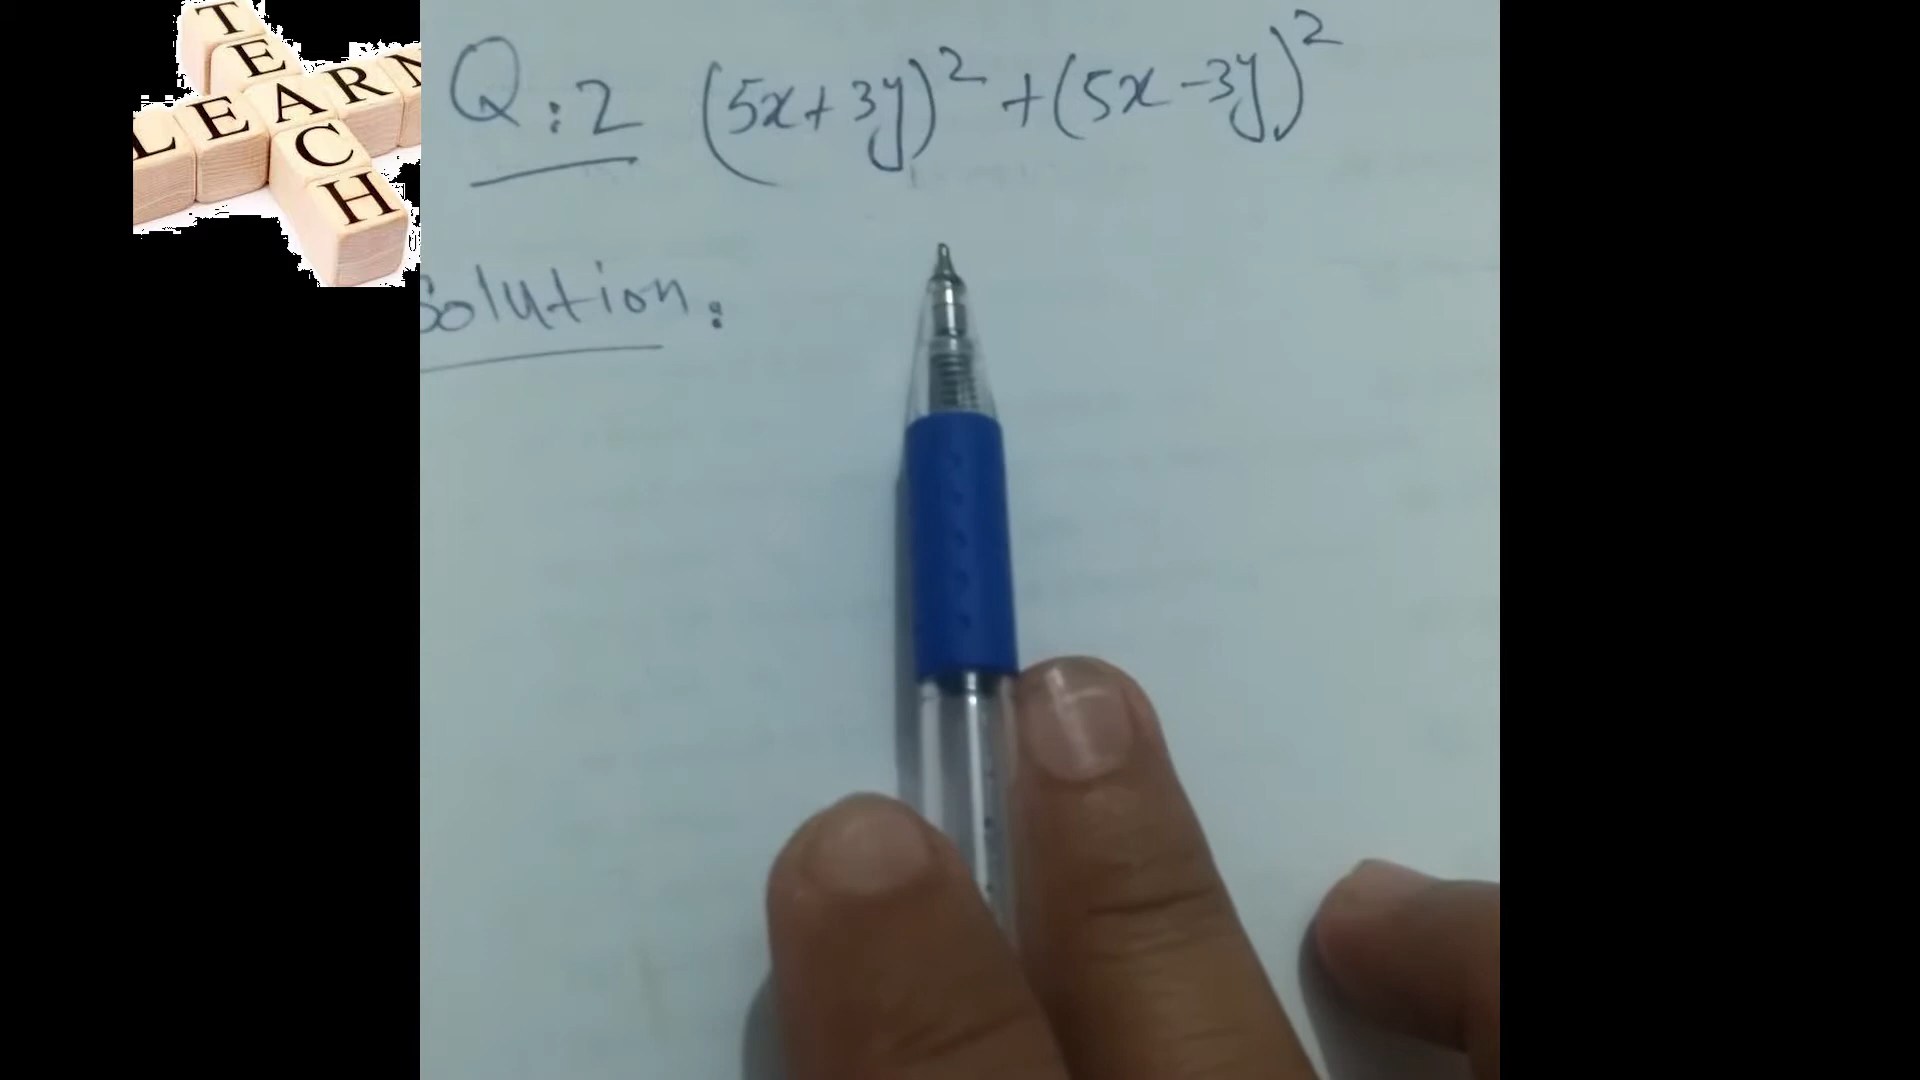 TEACH
LEARN
Q:2 (5x+3y)² + (5x-3y)²
Solution: